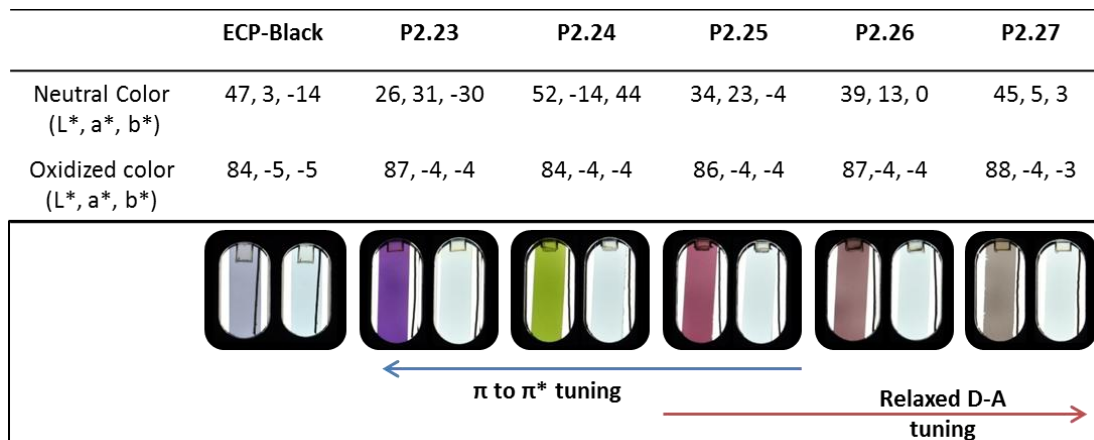 ECP-Black P2.23 P2.24 P2.25 P2.26 P2.27
Neutral Color 47, 3, -14 26, 31, -30 52, -14, 44 34, 23, -4 39, 13, 0 45, 5, 3
(L*, a*, b*)
Oxidized color 84, -5, -5 87, -4, -4 84, -4, -4 86, -4, -4 87,-4, -4 88, -4, -3
(L*, a*, b*)
π to π* tuning
Relaxed D-A
tuning